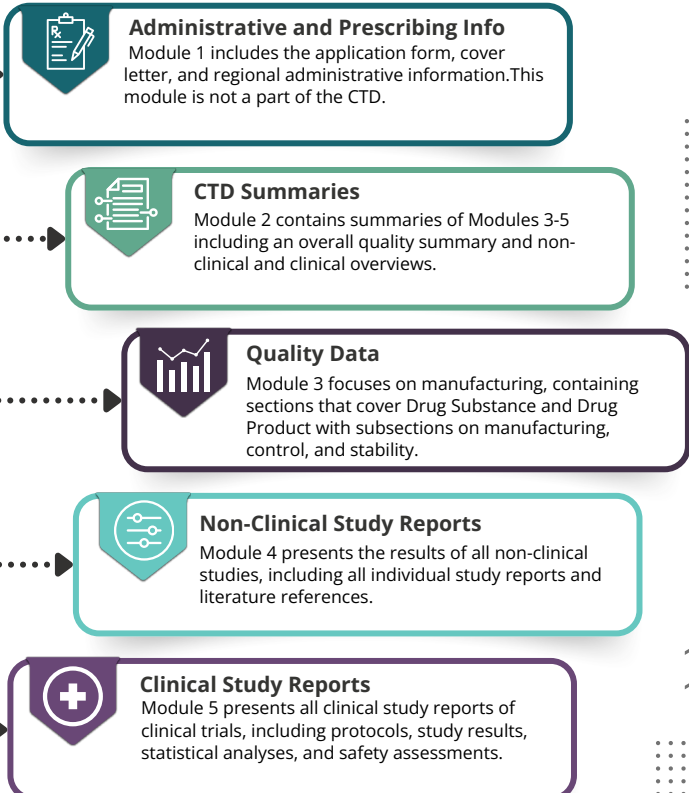 Administrative and Prescribing Info
Module 1 includes the application form, cover
letter, and regional administrative information.This
module is not a part of the CTD.
CTD Summaries
Module 2 contains summaries of Modules 3-5
including an overall quality summary and non-
clinical and clinical overviews.
Quality Data
Module 3 focuses on manufacturing, containing
sections that cover Drug Substance and Drug
Product with subsections on manufacturing,
control, and stability.
Non-Clinical Study Reports
Module 4 presents the results of all non-clinical
studies, including all individual study reports and
literature references.
Clinical Study Reports
Module 5 presents all clinical study reports of
clinical trials, including protocols, study results,
statistical analyses, and safety assessments.